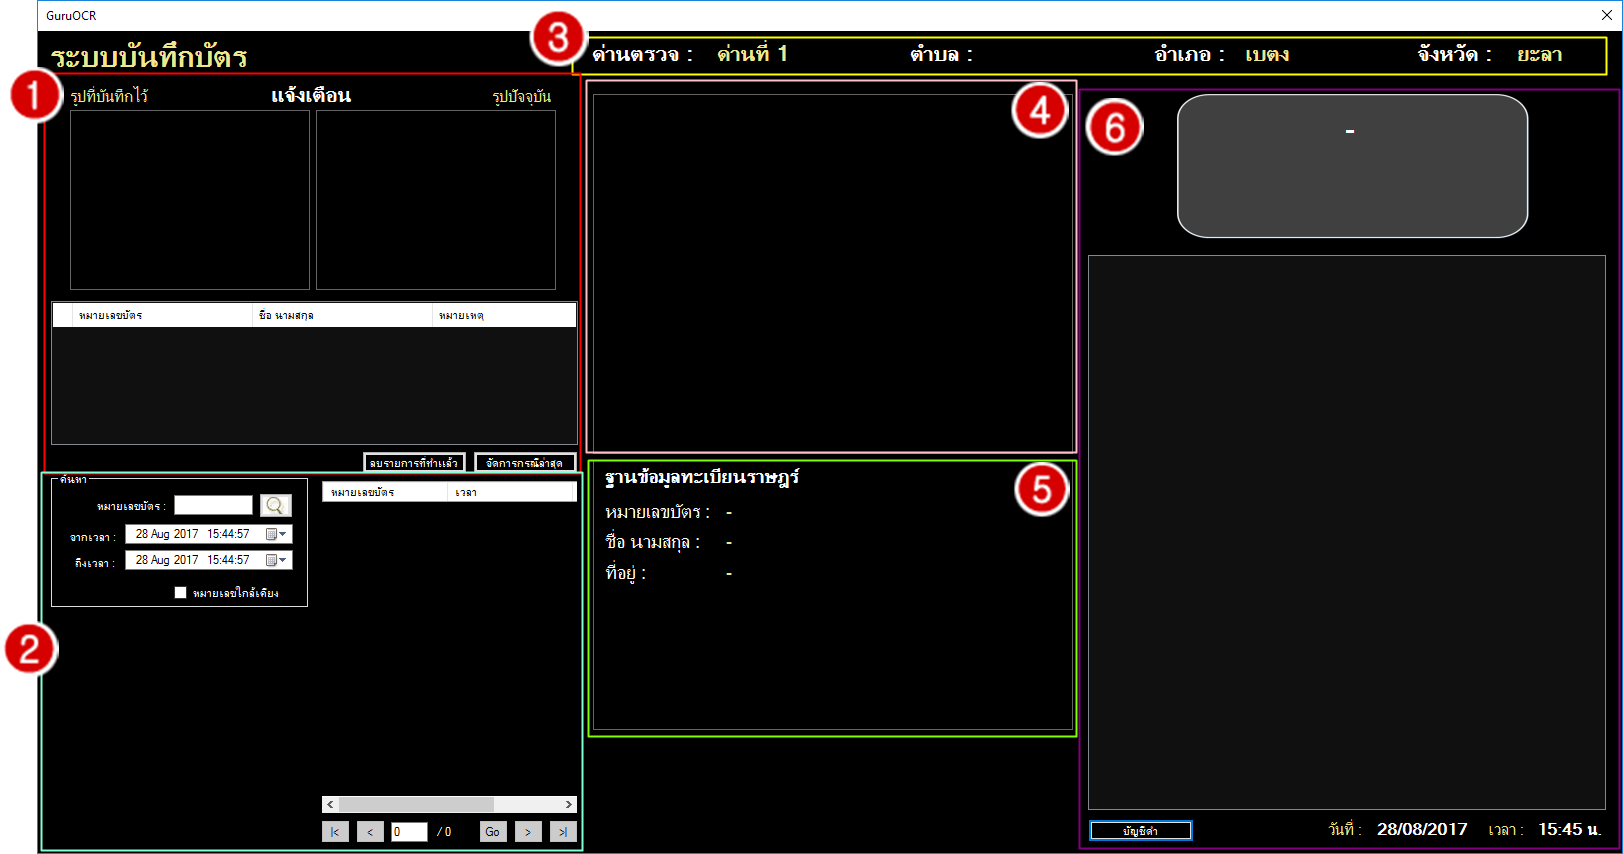 GuruOCR
ระบบบันทึกบัตร
3
ด่านตรวจ : ด่านที่ 1 ตำบล : อำเภอ : เบตง จังหวัด : ยะลา
1
รูปที่บันทึกไว้ แจ้งเตือน รูปปัจจุบัน
หมายเลขบัตร ชื่อ นามสกุล หมายเหตุ
ลบรายการที่ทำแล้ว จัดการกรณีล่าสุด
2
ค้นหา
หมายเลขบัตร :
จากเวลา : 28 Aug 2017 15:44:57
ถึงเวลา : 28 Aug 2017 15:44:57
หมายเลขใกล้เคียง
หมายเลขบัตร เวลา
< >
|< < 0 / 0 Go > >|
4
5
ฐานข้อมูลทะเบียนราษฎร์
หมายเลขบัตร : -
ชื่อ นามสกุล : -
ที่อยู่ : -
6
-
บัญชีดำ วันที่ : 28/08/2017 เวลา : 15:45 น.